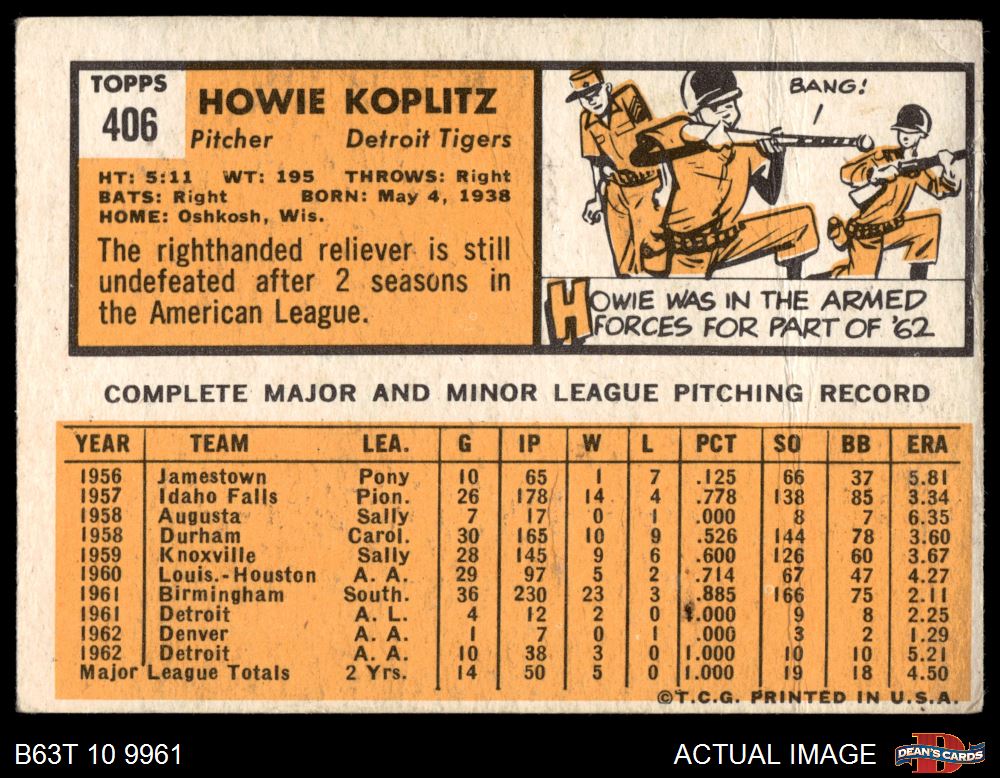 TOPPS
406
HOWIE KOPLITZ
Pitcher Detroit Tigers
HT: 5:11 WT: 195 THROWS: Right
BATS: Right BORN: May 4, 1938
HOME: Oshkosh, Wis.
The righthanded reliever is still
undefeated after 2 seasons in
the American League.
BANG!
HOWIE WAS IN THE ARMED
FORCES FOR PART OF '62
COMPLETE MAJOR AND MINOR LEAGUE PITCHING RECORD
YEAR TEAM LEA. G IP W L PCT SO BB ERA
1956 Jamestown Pony 10 65 1 7 .125 66 37 5.81
1957 Idaho Falls Pion. 26 178 14 4 .778 138 85 3.34
1958 Augusta Sally 7 17 0 1 .000 8 7 6.35
1958 Durham Carol. 30 165 10 9 .526 144 78 3.60
1959 Knoxville Sally 28 145 9 6 .600 126 60 3.67
1960 Louis.-Houston A. A. 29 97 5 2 .714 67 47 4.27
1961 Birmingham South. 36 230 23 3 .885 166 75 2.11
1961 Detroit A. L. 4 12 2 0 1.000 9 8 2.25
1962 Denver A. A. 1 7 0 1 .000 3 2 1.29
1962 Detroit A. A. 10 38 3 0 1.000 10 10 5.21
Major League Totals 2 Yrs. 14 50 5 0 1.000 19 18 4.50
©T.C.G. PRINTED IN U.S.A.
B63T 10 9961
ACTUAL IMAGE
DEAN'S CARDS